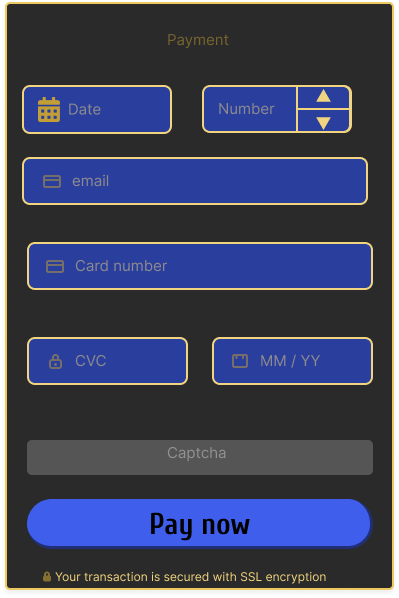 Payment
Date
Number
email
Card number
CVC
MM / YY
Captcha
Pay now
Your transaction is secured with SSL encryption